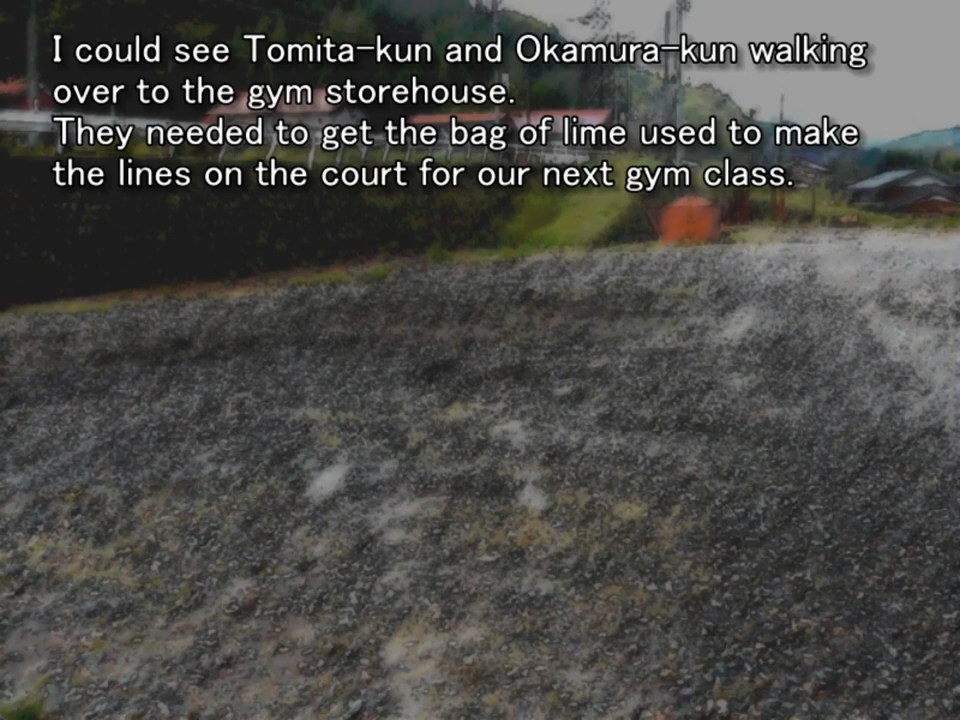 I could see Tomita-kun and Okamura-kun walking
over to the gym storehouse.
They needed to get the bag of lime used to make
the lines on the court for our next gym class.